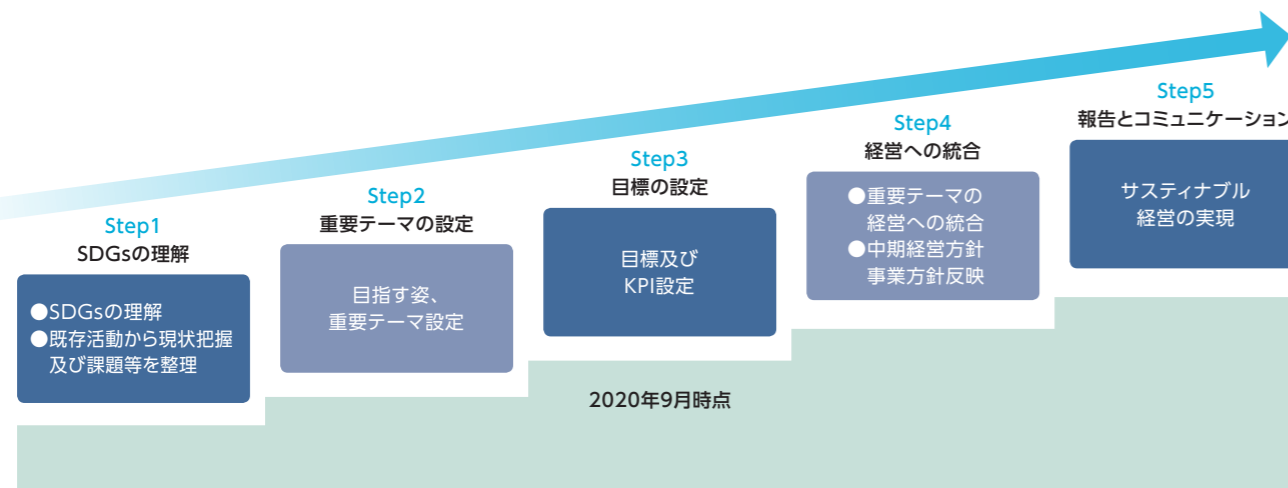 Step1
SDGsの理解
●SDGsの理解
●既存活動から現状把握
及び課題等を整理
Step2
重要テーマの設定
目指す姿、
重要テーマ設定
Step3
目標の設定
目標及び
KPI設定
Step4
経営への統合
●重要テーマの
経営への統合
●中期経営方針
事業方針反映
Step5
報告とコミュニケーション
サスティナブル
経営の実現
2020年9月時点